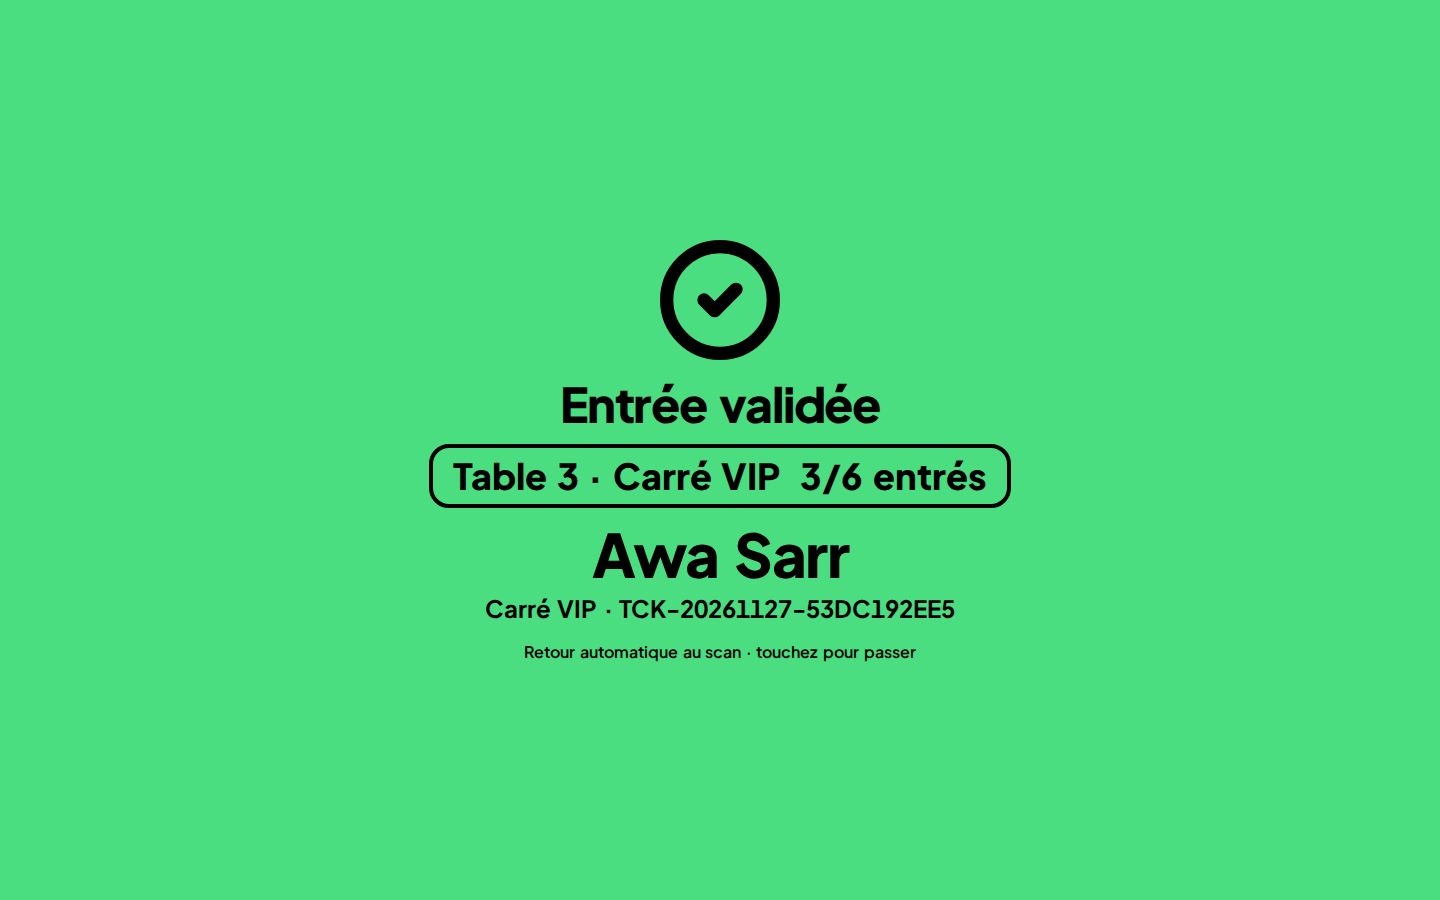 Entrée validée
Table 3 · Carré VIP 3/6 entrés
Awa Sarr
Carré VIP · TCK-20261127-53DC192EE5
Retour automatique au scan · touchez pour passer